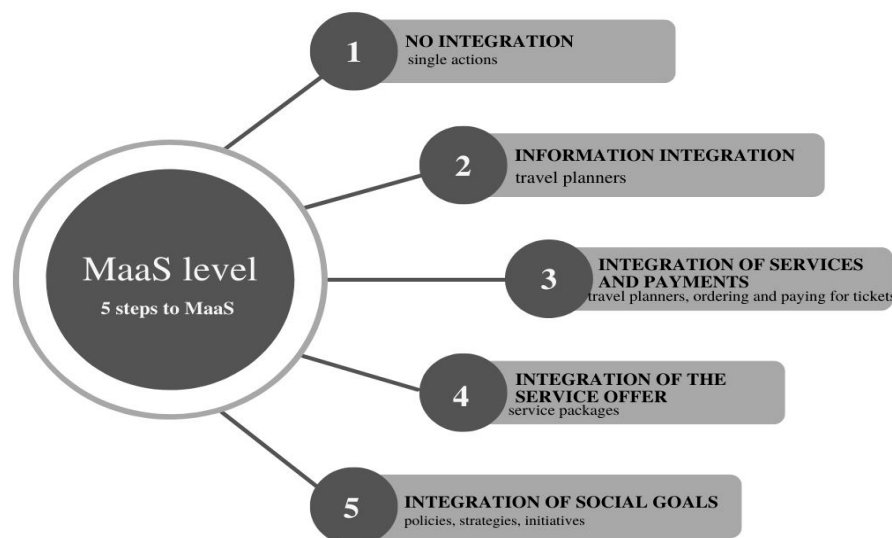 MaaS level
5 steps to MaaS
1
NO INTEGRATION
single actions
2
INFORMATION INTEGRATION
travel planners
3
INTEGRATION OF SERVICES
AND PAYMENTS
travel planners, ordering and paying for tickets
4
INTEGRATION OF THE
SERVICE OFFER
service packages
5
INTEGRATION OF SOCIAL GOALS
policies, strategies, initiatives